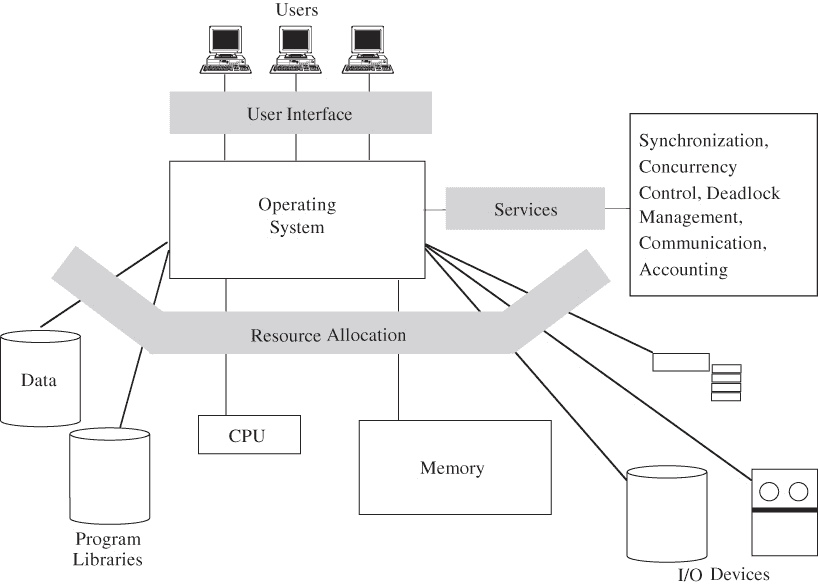 Users
User Interface
Operating
System
Services
Synchronization,
Concurrency
Control, Deadlock
Management,
Communication,
Accounting
Resource Allocation
Data
CPU
Memory
Program
Libraries
I/O Devices